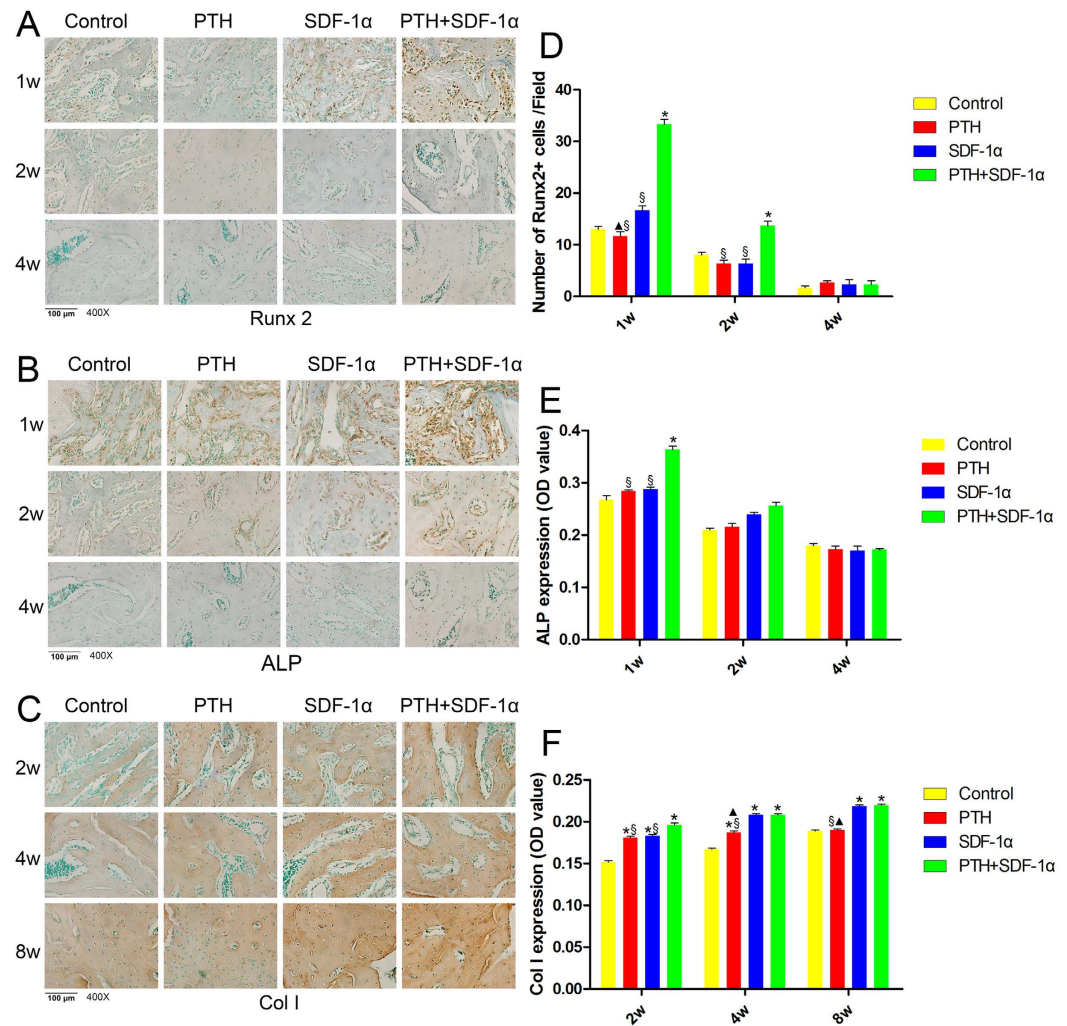 A
Control PTH SDF-1α PTH+SDF-1α
1w
2w
4w
100 μm 400X
Runx 2
D
Number of Runx2+ cells /Field
40
30
20
10
0
*
▲§
§
*
§ §
1w 2w 4w
Control
PTH
SDF-1α
PTH+SDF-1α
B
Control PTH SDF-1α PTH+SDF-1α
1w
2w
4w
100 μm 400X
ALP
E
ALP expression (OD value)
0.4
0.3
0.2
0.1
0.0
*
§ §
1w 2w 4w
Control
PTH
SDF-1α
PTH+SDF-1α
C
Control PTH SDF-1α PTH+SDF-1α
2w
4w
8w
100 μm 400X
Col I
F
Col I expression (OD value)
0.25
0.20
0.15
0.10
0.05
0.00
*§ *§ *
▲
*§ * *
§▲ * *
2w 4w 8w
Control
PTH
SDF-1α
PTH+SDF-1α